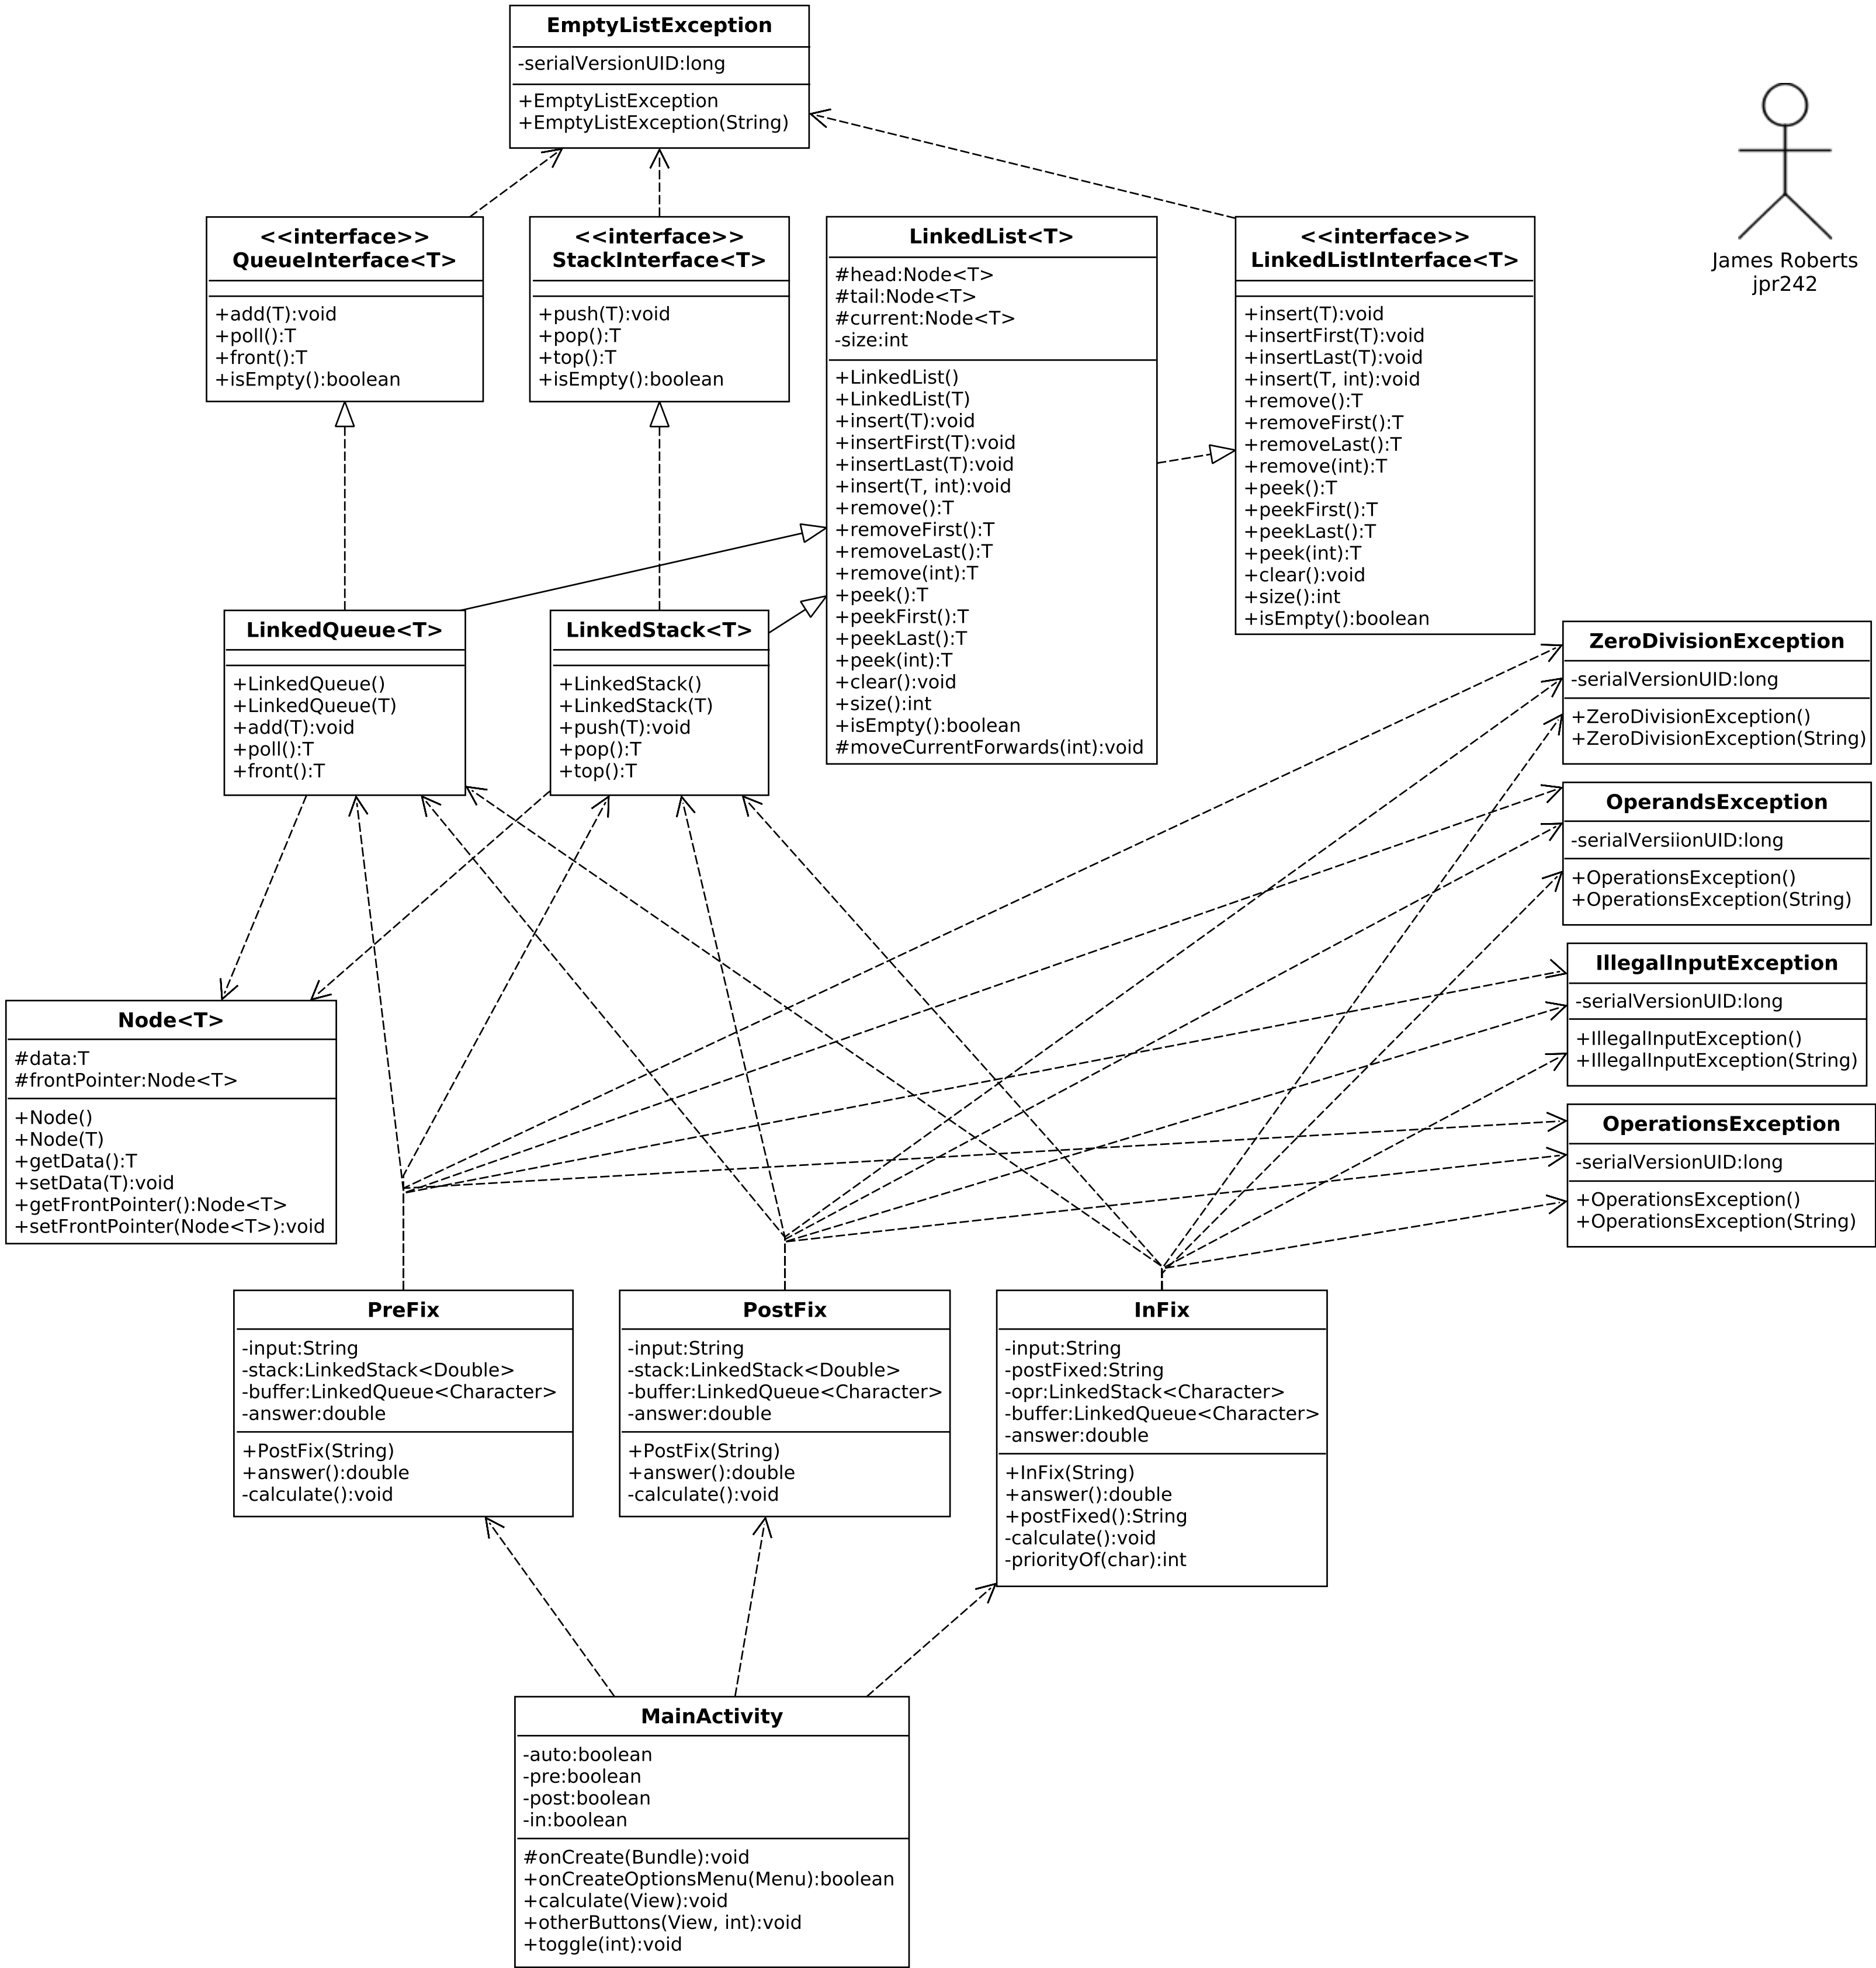 EmptyListException
-serialVersionUID:long
+EmptyListException
+EmptyListException(String)
James Roberts
jpr242
<<interface>>
QueueInterface<T>
+add(T):void
+poll():T
+front():T
+isEmpty():boolean
<<interface>>
StackInterface<T>
+push(T):void
+pop():T
+top():T
+isEmpty():boolean
LinkedList<T>
#head:Node<T>
#tail:Node<T>
#current:Node<T>
-size:int
+LinkedList()
+LinkedList(T)
+insert(T):void
+insertFirst(T):void
+insertLast(T):void
+insert(T, int):void
+remove():T
+removeFirst():T
+removeLast():T
+remove(int):T
+peek():T
+peekFirst():T
+peekLast():T
+peek(int):T
+clear():void
+size():int
+isEmpty():boolean
#moveCurrentForwards(int):void
<<interface>>
LinkedListInterface<T>
+insert(T):void
+insertFirst(T):void
+insertLast(T):void
+insert(T, int):void
+remove():T
+removeFirst():T
+removeLast():T
+remove(int):T
+peek():T
+peekFirst():T
+peekLast():T
+peek(int):T
+clear():void
+size():int
+isEmpty():boolean
LinkedQueue<T>
+LinkedQueue()
+LinkedQueue(T)
+add(T):void
+poll():T
+front():T
LinkedStack<T>
+LinkedStack()
+LinkedStack(T)
+push(T):void
+pop():T
+top():T
ZeroDivisionException
-serialVersionUID:long
+ZeroDivisionException()
+ZeroDivisionException(String)
OperandsException
-serialVersiionUID:long
+OperationsException()
+OperationsException(String)
IllegalInputException
-serialVersionUID:long
+IllegalInputException()
+IllegalInputException(String)
OperationsException
-serialVersionUID:long
+OperationsException()
+OperationsException(String)
Node<T>
#data:T
#frontPointer:Node<T>
+Node()
+Node(T)
+getData():T
+setData(T):void
+getFrontPointer():Node<T>
+setFrontPointer(Node<T>):void
PreFix
-input:String
-stack:LinkedStack<Double>
-buffer:LinkedQueue<Character>
-answer:double
+PostFix(String)
+answer():double
-calculate():void
PostFix
-input:String
-stack:LinkedStack<Double>
-buffer:LinkedQueue<Character>
-answer:double
+PostFix(String)
+answer():double
-calculate():void
InFix
-input:String
-postFixed:String
-opr:LinkedStack<Character>
-buffer:LinkedQueue<Character>
-answer:double
+InFix(String)
+answer():double
+postFixed():String
-calculate():void
-priorityOf(char):int
MainActivity
-auto:boolean
-pre:boolean
-post:boolean
-in:boolean
#onCreate(Bundle):void
+onCreateOptionsMenu(Menu):boolean
+calculate(View):void
+otherButtons(View, int):void
+toggle(int):void